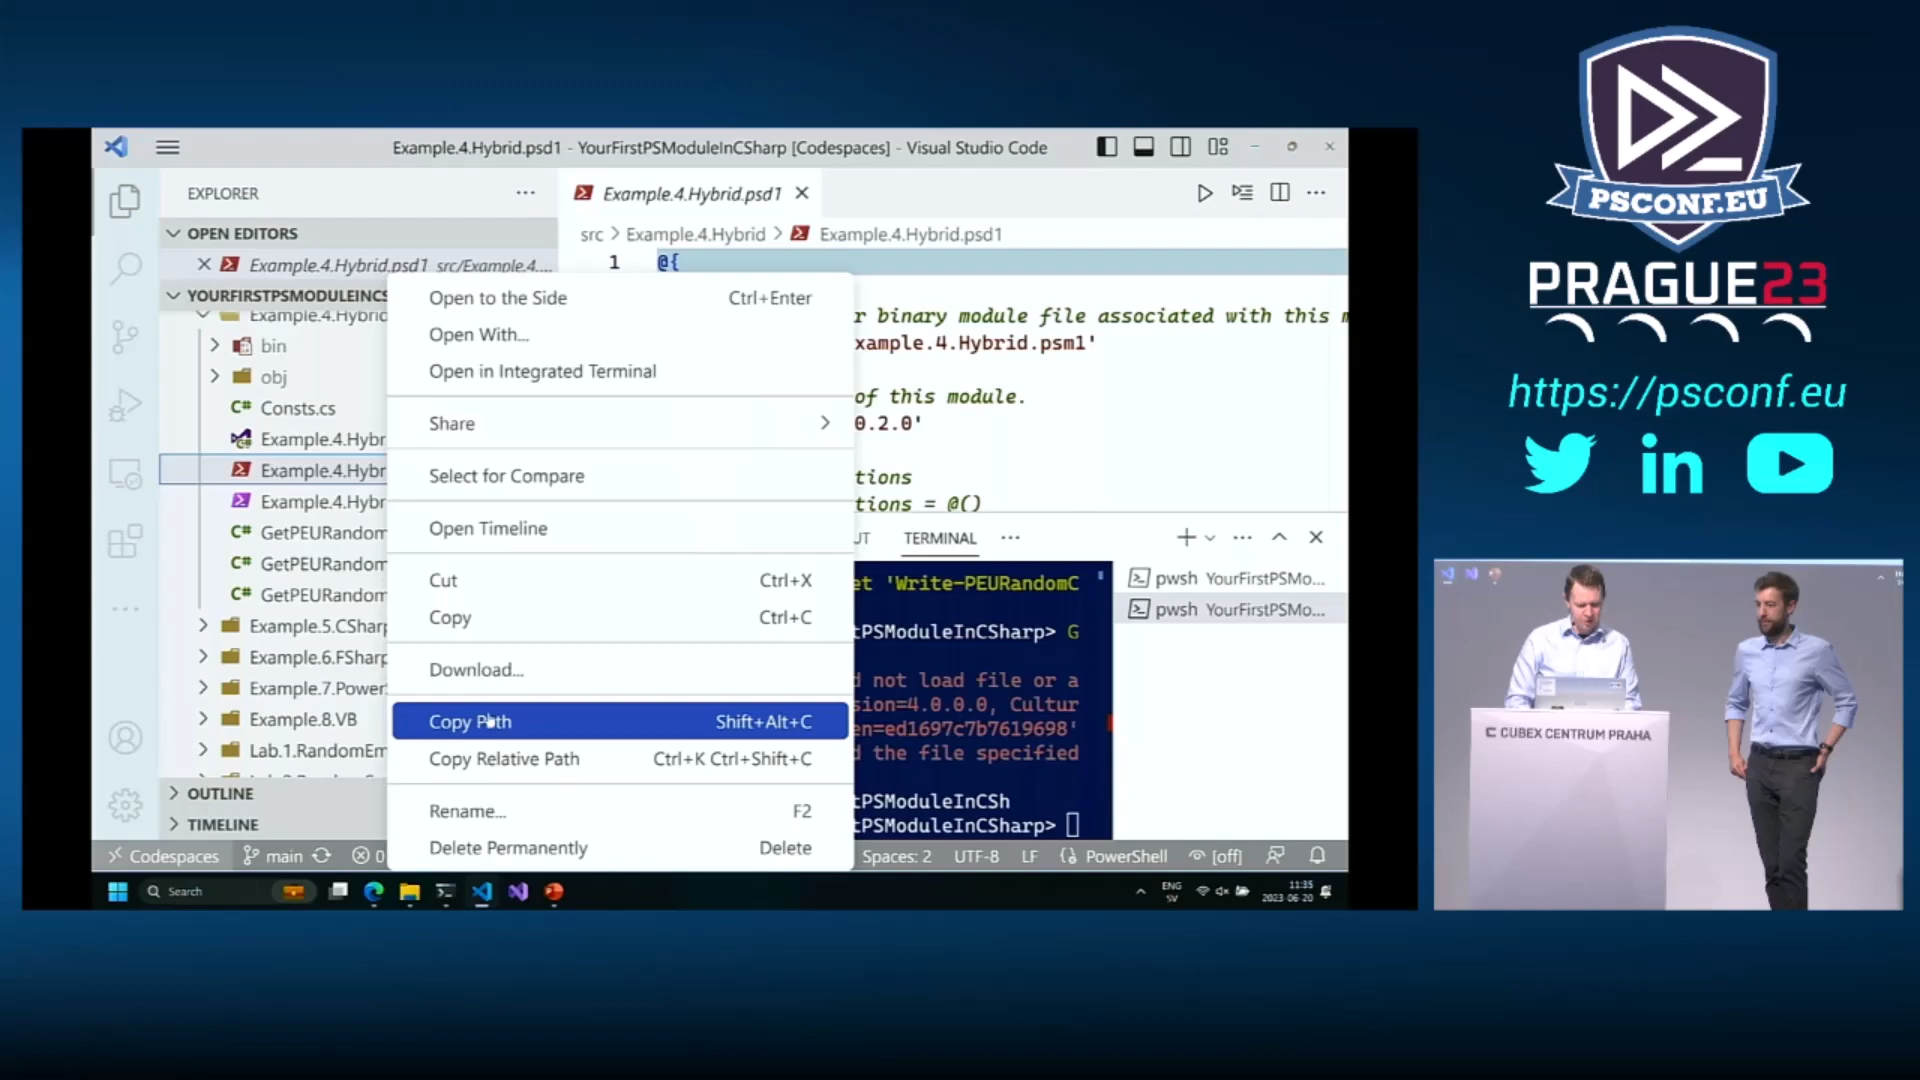 Example.4.Hybrid.psd1 - YourFirstPSModuleInCSharp [Codespaces] - Visual Studio Code
EXPLORER
OPEN EDITORS
Example.4.Hybrid.psd1 src/Example.4....
YOURFIRSTPSMODULEINCS
Example.4.Hybrid
bin
obj
C# Consts.cs
Example.4.Hybr
Example.4.Hybr
Example.4.Hybr
C# GetPEURandom
C# GetPEURandom
C# GetPEURandom
Example.5.CSharp
Example.6.FSharp
Example.7.Power
Example.8.VB
Lab.1.RandomEm
OUTLINE
TIMELINE
Open to the Side Ctrl+Enter
Open With...
Open in Integrated Terminal
Share
Select for Compare
Open Timeline
Cut Ctrl+X
Copy Ctrl+C
Download...
Copy Path Shift+Alt+C
Copy Relative Path Ctrl+K Ctrl+Shift+C
Rename... F2
Delete Permanently Delete
Example.4.Hybrid.psd1
src > Example.4.Hybrid > Example.4.Hybrid.psd1
1 @{
r binary module file associated with this m
xample.4.Hybrid.psm1'
of this module.
0.2.0'
tions
tions = @()
UT TERMINAL
et 'Write-PEURandomC
tPSModuleInCSharp> G
d not load file or a
sion=4.0.0.0, Cultur
en=ed1697c7b7619698'
d the file specified
tPSModuleInCSh
tPSModuleInCSharp>
pwsh YourFirstPSMo...
pwsh YourFirstPSMo...
Codespaces main 0
Spaces: 2 UTF-8 LF PowerShell [off]
Search
ENG
SV
11:35
2023-06-20
PSCONF.EU
PRAGUE23
https://psconf.eu
in
CUBEX CENTRUM PRAHA